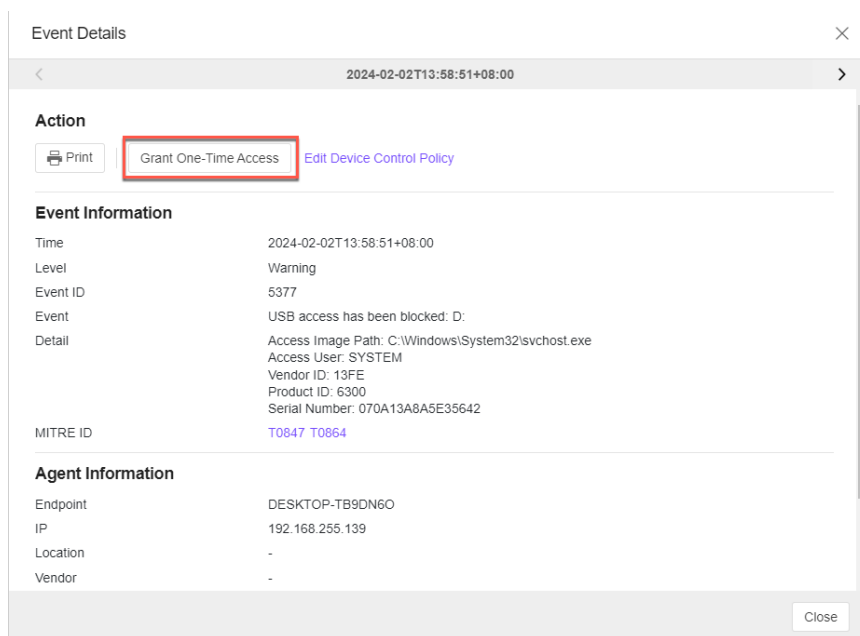 Event Details
2024-02-02T13:58:51+08:00
Action
Print Grant One-Time Access Edit Device Control Policy
Event Information
Time 2024-02-02T13:58:51+08:00
Level Warning
Event ID 5377
Event USB access has been blocked: D:
Detail Access Image Path: C:\Windows\System32\svchost.exe
Access User: SYSTEM
Vendor ID: 13FE
Product ID: 6300
Serial Number: 070A13A8A5E35642
MITRE ID T0847 T0864
Agent Information
Endpoint DESKTOP-TB9DN6O
IP 192.168.255.139
Location -
Vendor -
Close